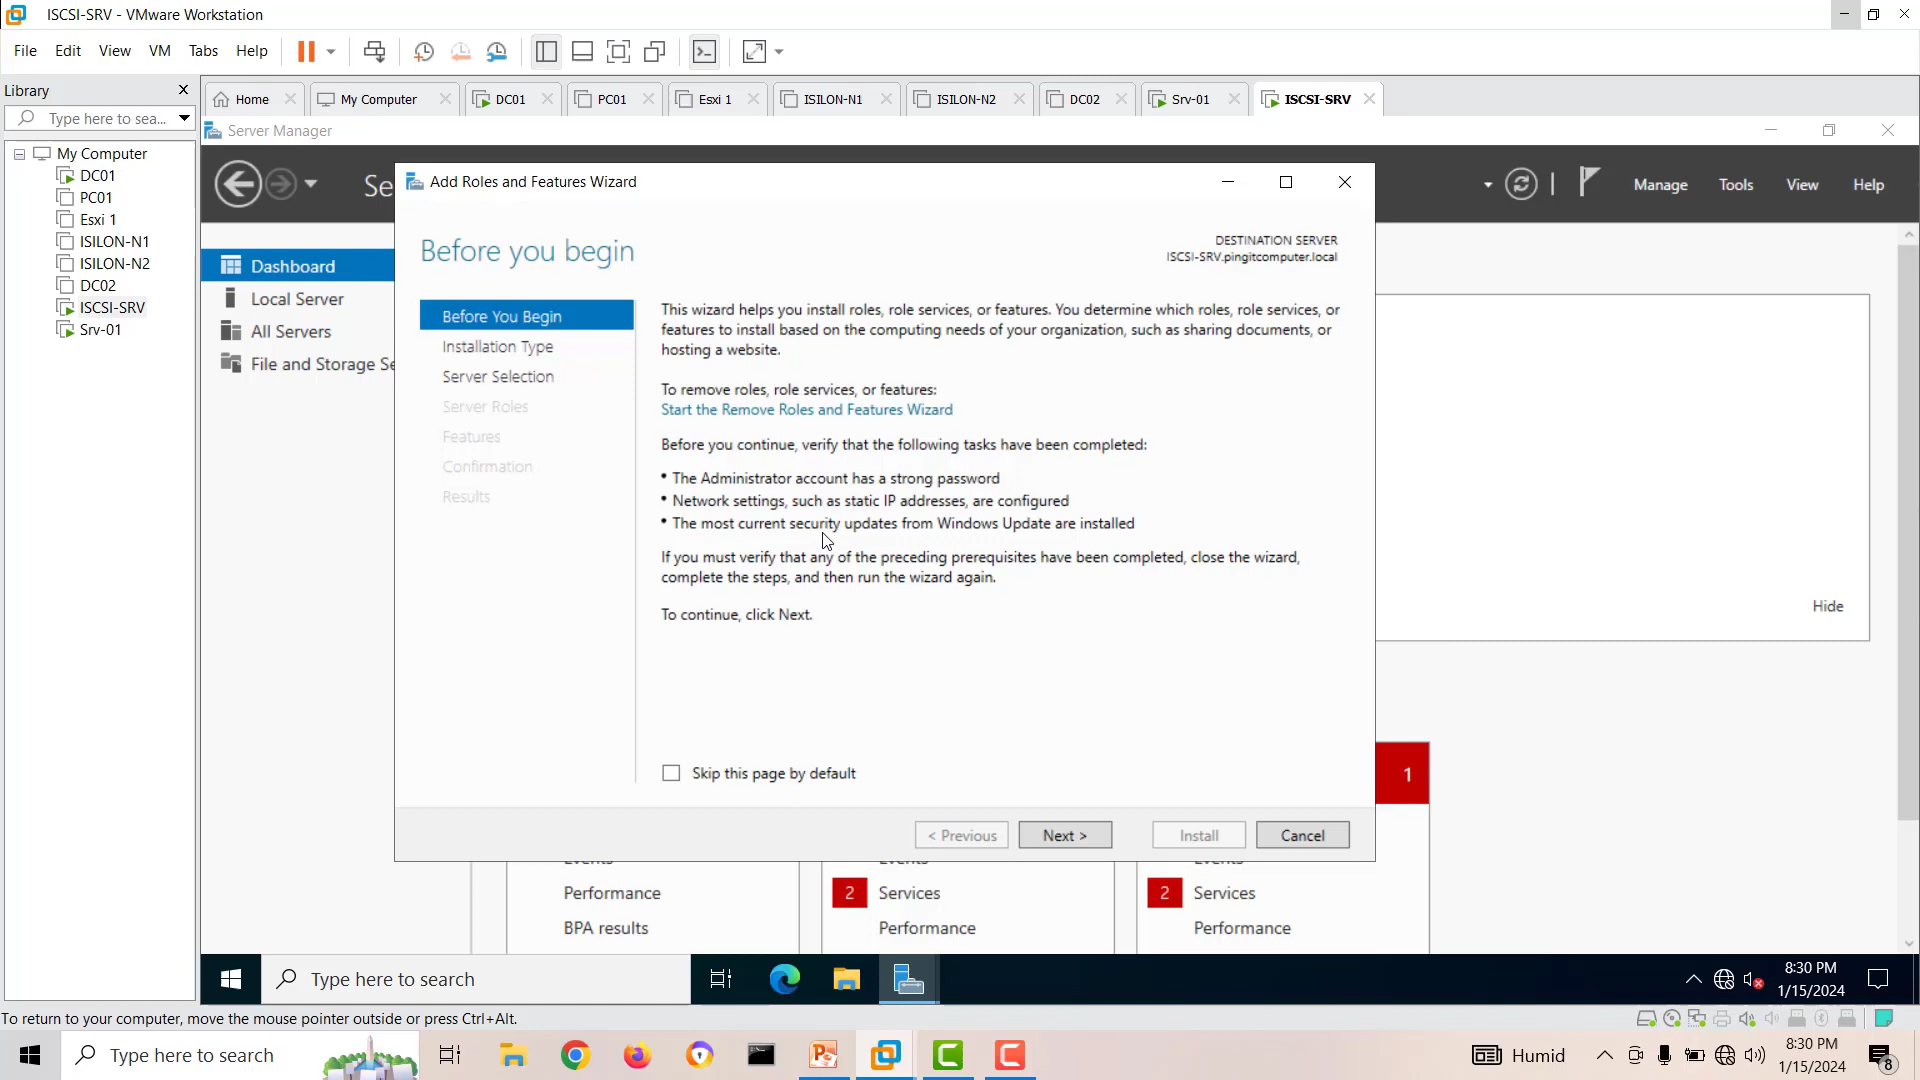 ISCSI-SRV - VMware Workstation
File Edit View VM Tabs Help
Library
Type here to sea...
My Computer
DC01
PC01
Esxi 1
ISILON-N1
ISILON-N2
DC02
ISCSI-SRV
Srv-01
Home My Computer DC01 PC01 Esxi 1 ISILON-N1 ISILON-N2 DC02 Srv-01 ISCSI-SRV
Server Manager
Se
Manage Tools View Help
Dashboard
Local Server
All Servers
File and Storage Se
Add Roles and Features Wizard
Before you begin
DESTINATION SERVER
ISCSI-SRV.pingitcomputer.local
Before You Begin
Installation Type
Server Selection
Server Roles
Features
Confirmation
Results
This wizard helps you install roles, role services, or features. You determine which roles, role services, or
features to install based on the computing needs of your organization, such as sharing documents, or
hosting a website.
To remove roles, role services, or features:
Start the Remove Roles and Features Wizard
Before you continue, verify that the following tasks have been completed:
• The Administrator account has a strong password
• Network settings, such as static IP addresses, are configured
• The most current security updates from Windows Update are installed
If you must verify that any of the preceding prerequisites have been completed, close the wizard,
complete the steps, and then run the wizard again.
To continue, click Next.
Skip this page by default
< Previous Next > Install Cancel
Hide
1
Events Events Events
Performance 2 Services 2 Services
BPA results Performance Performance
Type here to search
8:30 PM
1/15/2024
To return to your computer, move the mouse pointer outside or press Ctrl+Alt.
Type here to search
Humid
8:30 PM
1/15/2024
8